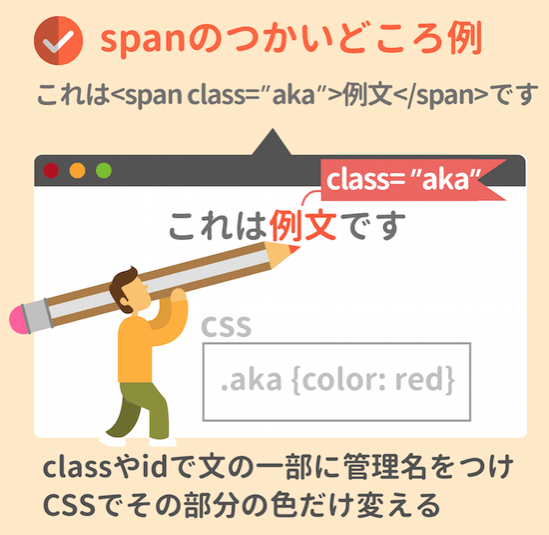 spanのつかいどころ例
これは<span class="aka">例文</span>です
class= "aka"
これは例文です
css
.aka {color: red}
classやidで文の一部に管理名をつけ
CSSでその部分の色だけ変える